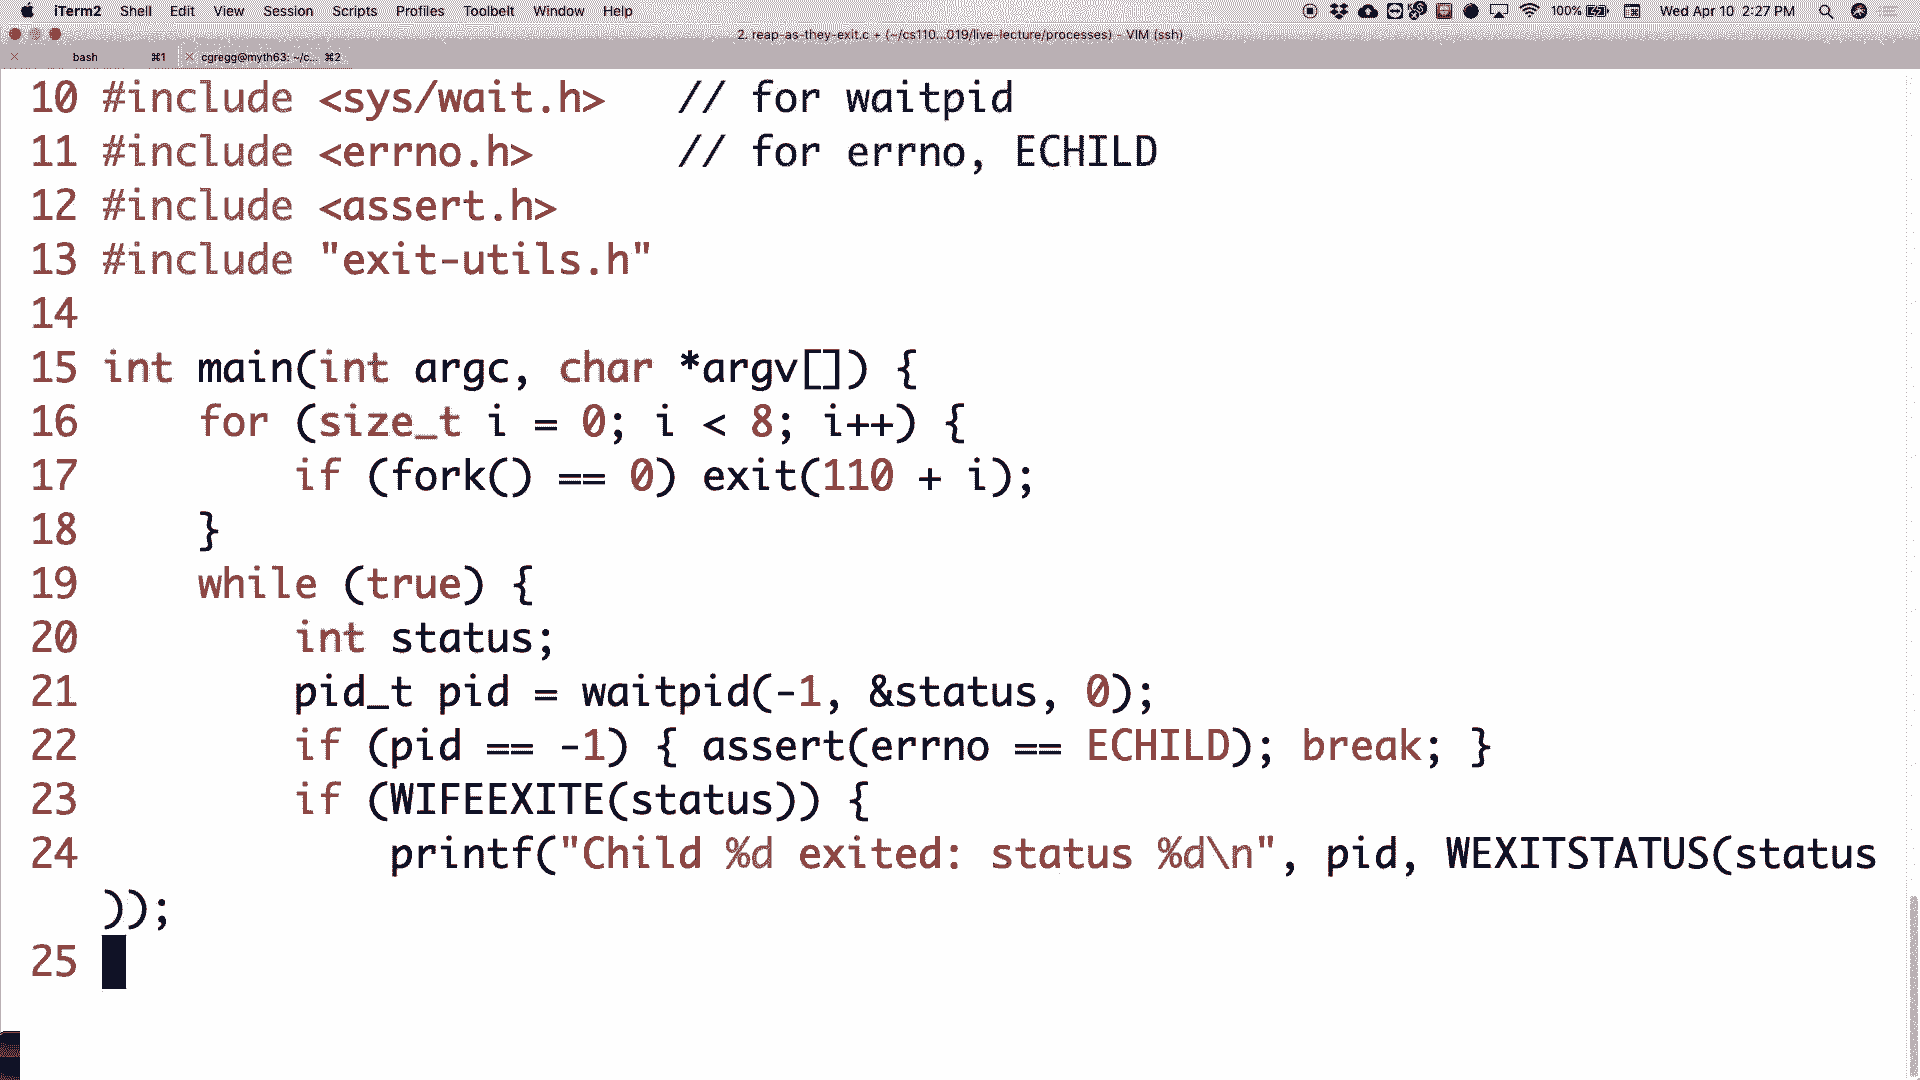 iTerm2 Shell Edit View Session Scripts Profiles Toolbelt Window Help 100% Wed Apr 10 2:27 PM
2. reap-as-they-exit.c + (~/cs110...019/live-lecture/processes) - VIM (ssh)
bash ⌘1 cgregg@myth63: ~/c... ⌘2
10 #include <sys/wait.h>   // for waitpid
11 #include <errno.h>      // for errno, ECHILD
12 #include <assert.h>
13 #include "exit-utils.h"
14
15 int main(int argc, char *argv[]) {
16     for (size_t i = 0; i < 8; i++) {
17         if (fork() == 0) exit(110 + i);
18     }
19     while (true) {
20         int status;
21         pid_t pid = waitpid(-1, &status, 0);
22         if (pid == -1) { assert(errno == ECHILD); break; }
23         if (WIFEEXITE(status)) {
24             printf("Child %d exited: status %d\n", pid, WEXITSTATUS(status
));
25